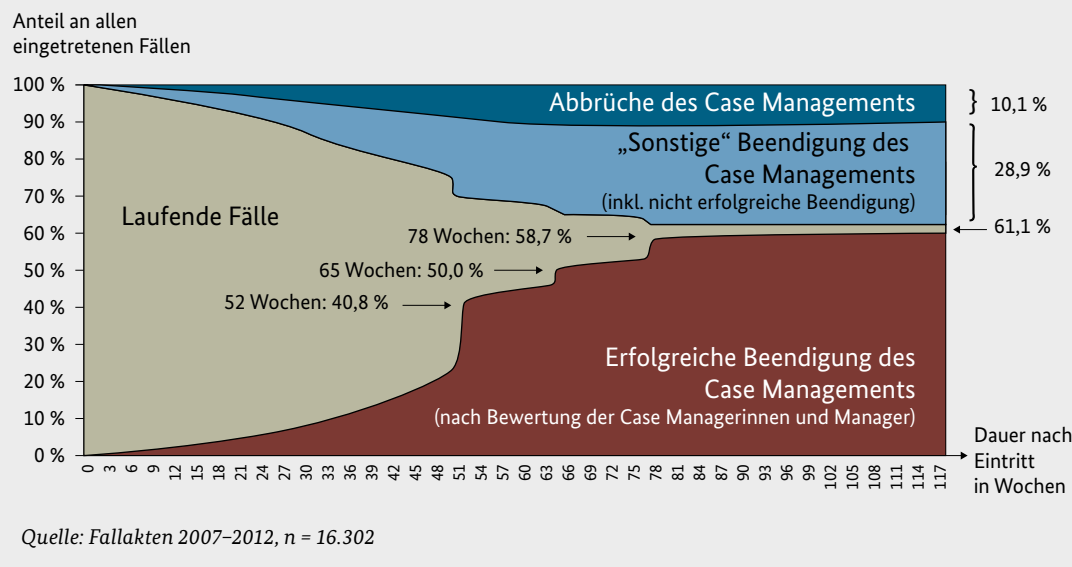 Anteil an allen
eingetretenen Fällen
100 %
90 %
80 %
70 %
60 %
50 %
40 %
30 %
20 %
10 %
0 %
Abbrüche des Case Managements
„Sonstige“ Beendigung des
Case Managements
(inkl. nicht erfolgreiche Beendigung)
Laufende Fälle
78 Wochen: 58,7 %
65 Wochen: 50,0 %
52 Wochen: 40,8 %
Erfolgreiche Beendigung des
Case Managements
(nach Bewertung der Case Managerinnen und Manager)
10,1 %
28,9 %
61,1 %
0 3 6 9 12 15 18 21 24 27 30 33 36 39 42 45 48 51 54 57 60 63 66 69 72 75 78 81 84 87 90 93 96 99 102 105 108 111 114 117
Dauer nach
Eintritt
in Wochen
Quelle: Fallakten 2007–2012, n = 16.302